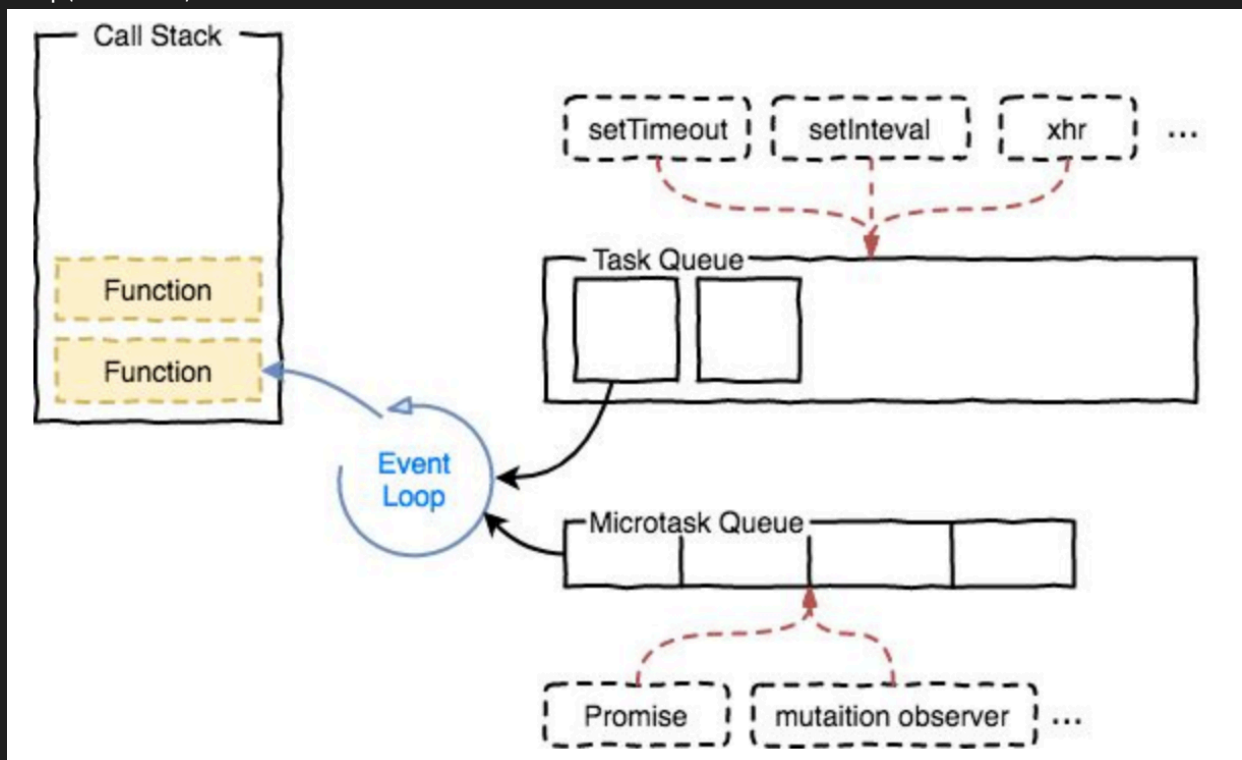 Call Stack
setTimeout
setInteval
xhr
...
Task Queue
Function
Function
Event
Loop
Microtask Queue
Promise
mutaition observer
...